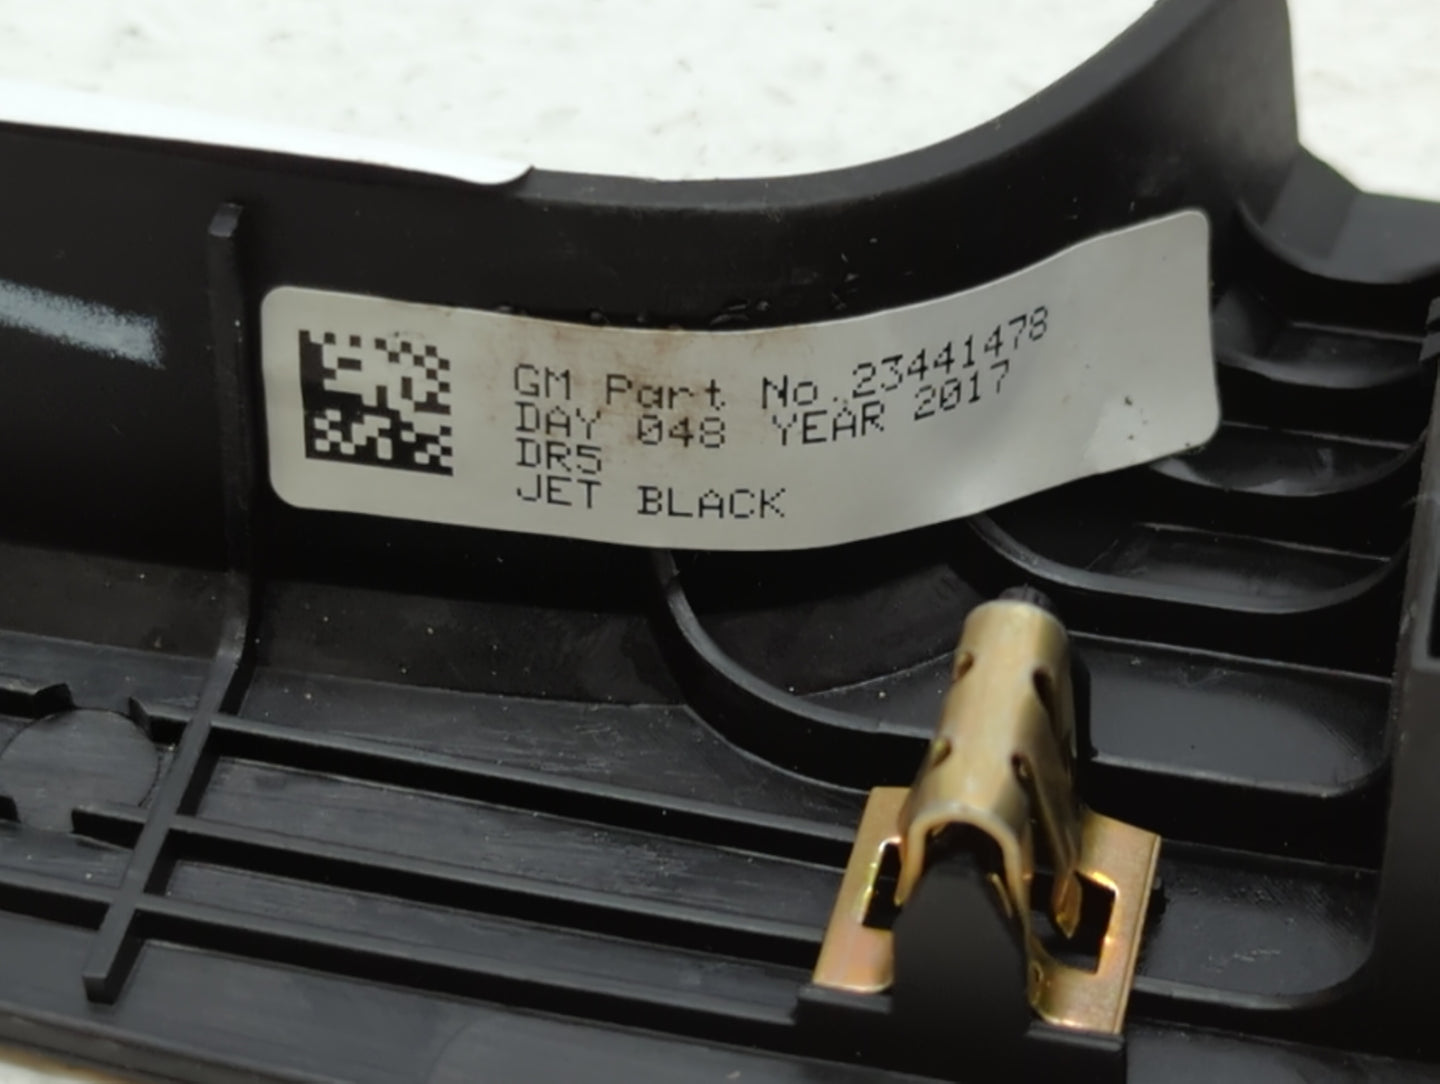 GM Part No.23441478
DAY 048 YEAR 2017
DR5
JET BLACK